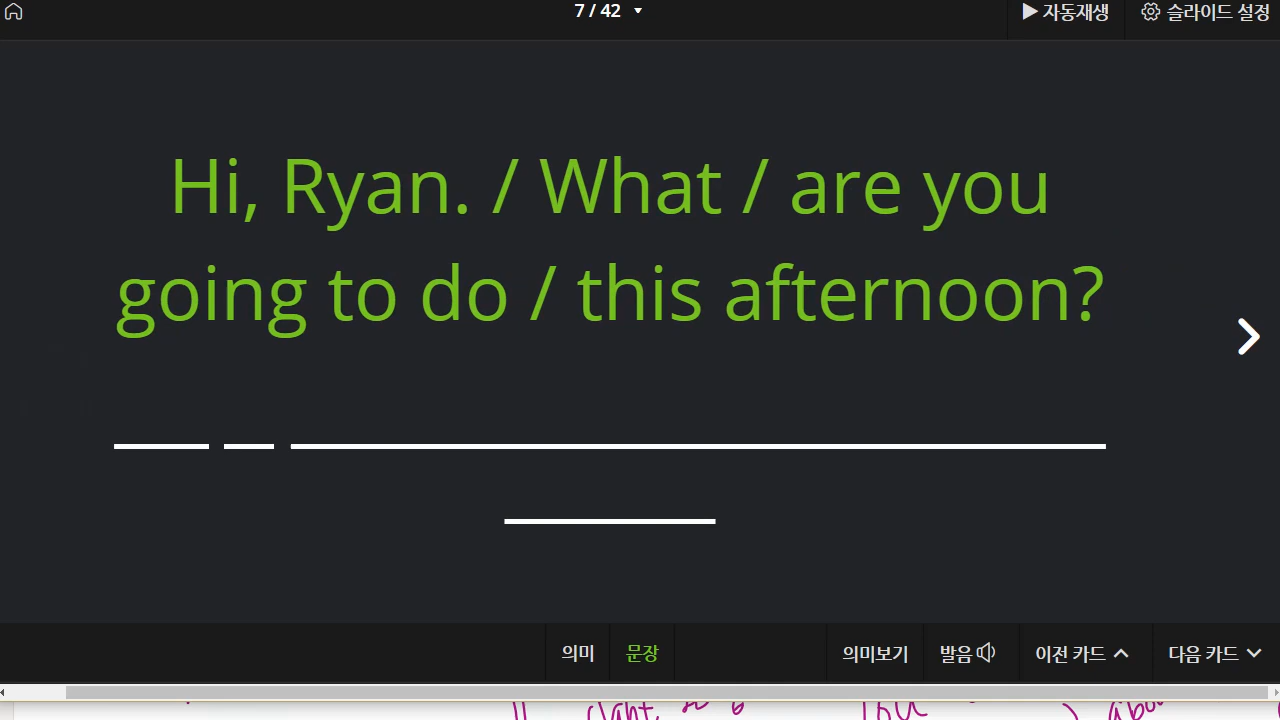 7 / 42
자동재생
슬라이드 설정
Hi, Ryan. / What / are you
going to do / this afternoon?
의미
문장
의미보기
발음
이전 카드
다음 카드